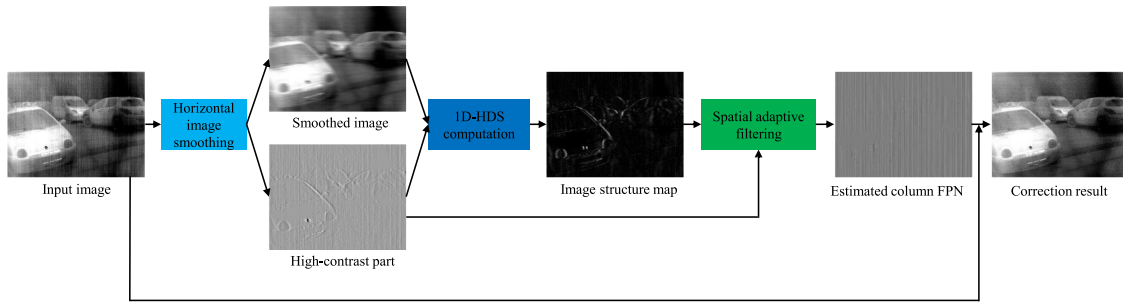 Input image
Horizontal
image
smoothing
Smoothed image
High-contrast part
1D-HDS
computation
Image structure map
Spatial adaptive
filtering
Estimated column FPN
Correction result